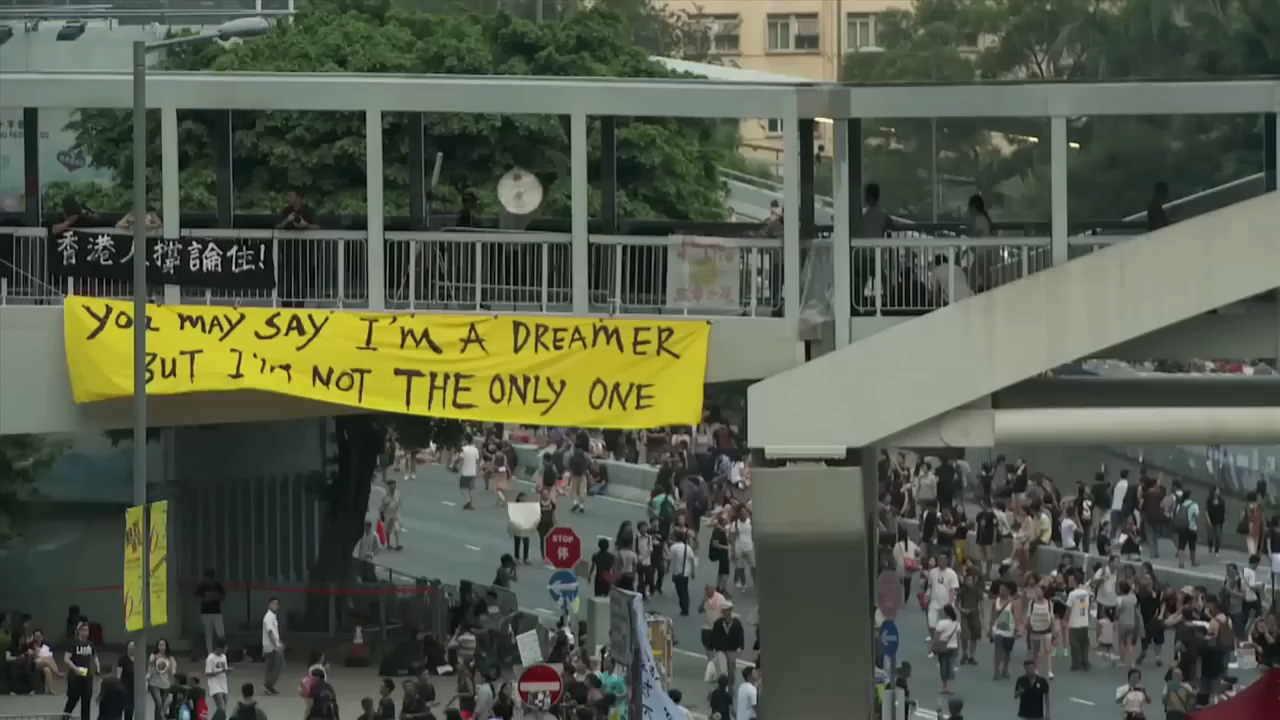 香港人撐論住!
YOU MAY SAY I'M A DREAMER
BUT I'm NOT THE ONLY ONE
STOP
停